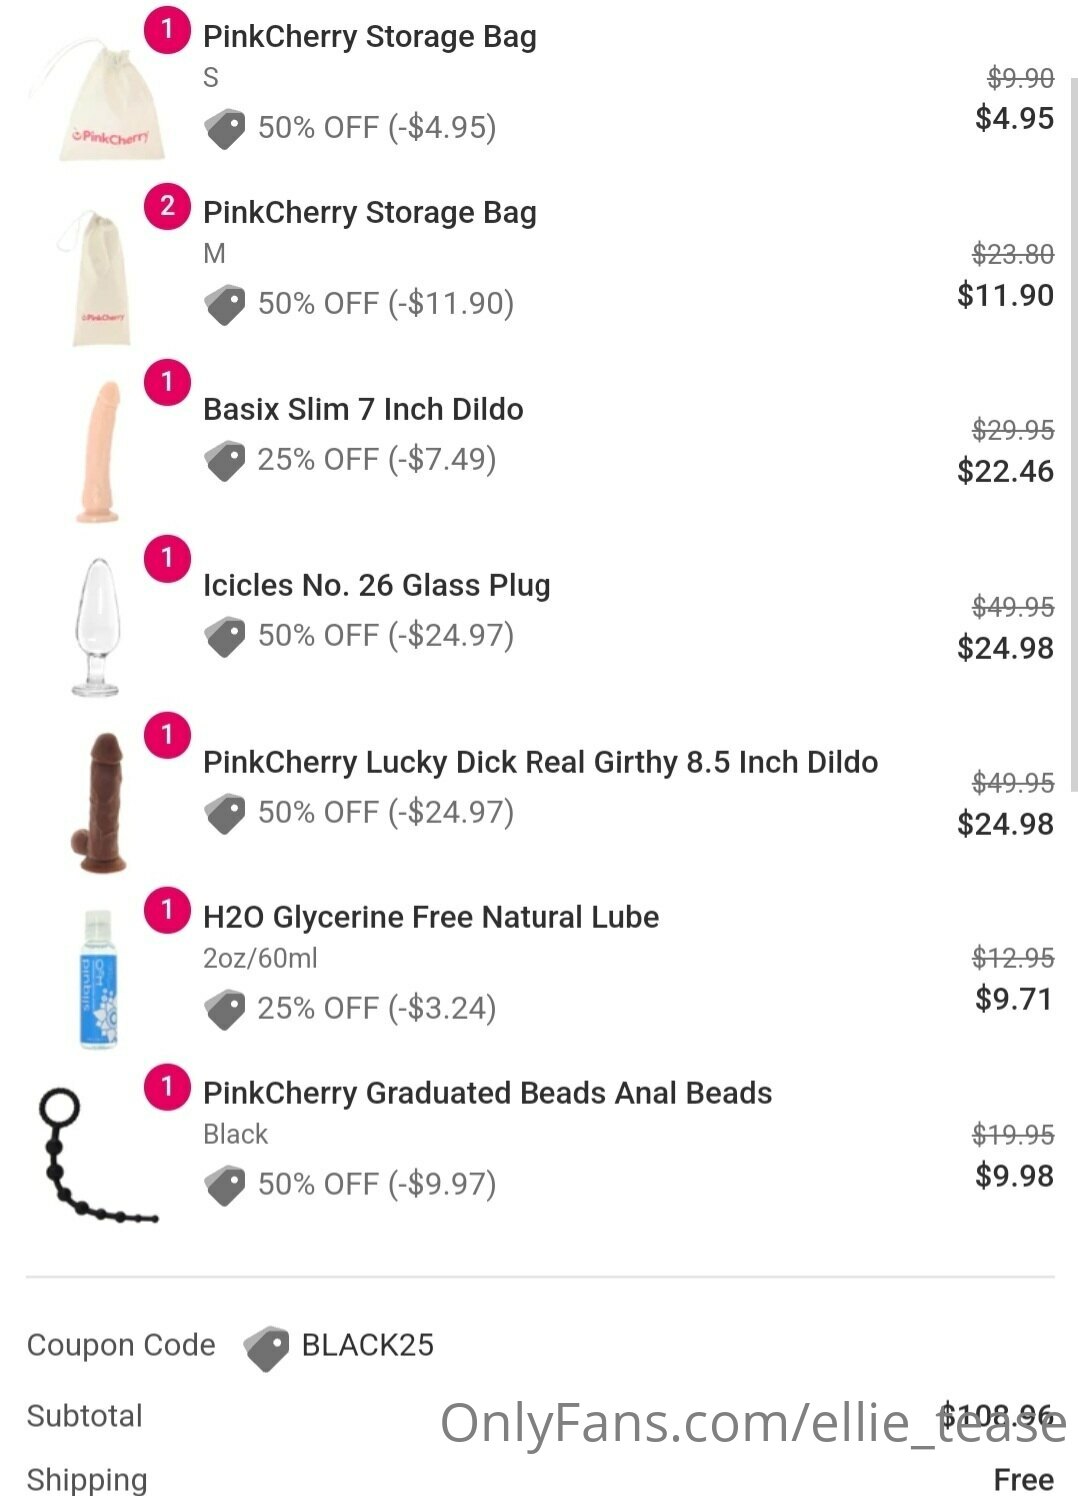 1
PinkCherry Storage Bag
S
$9.90
50% OFF (-$4.95)
$4.95
PinkCherry
2
PinkCherry Storage Bag
M
$23.80
50% OFF (-$11.90)
$11.90
PinkCherry
1
Basix Slim 7 Inch Dildo
$29.95
25% OFF (-$7.49)
$22.46
1
Icicles No. 26 Glass Plug
$49.95
50% OFF (-$24.97)
$24.98
1
PinkCherry Lucky Dick Real Girthy 8.5 Inch Dildo
$49.95
50% OFF (-$24.97)
$24.98
1
H2O Glycerine Free Natural Lube
2oz/60ml
$12.95
25% OFF (-$3.24)
$9.71
sliquid
H2O
1
PinkCherry Graduated Beads Anal Beads
Black
$19.95
50% OFF (-$9.97)
$9.98
Coupon Code BLACK25
Subtotal $108.96
OnlyFans.com/ellie_tease
Shipping Free